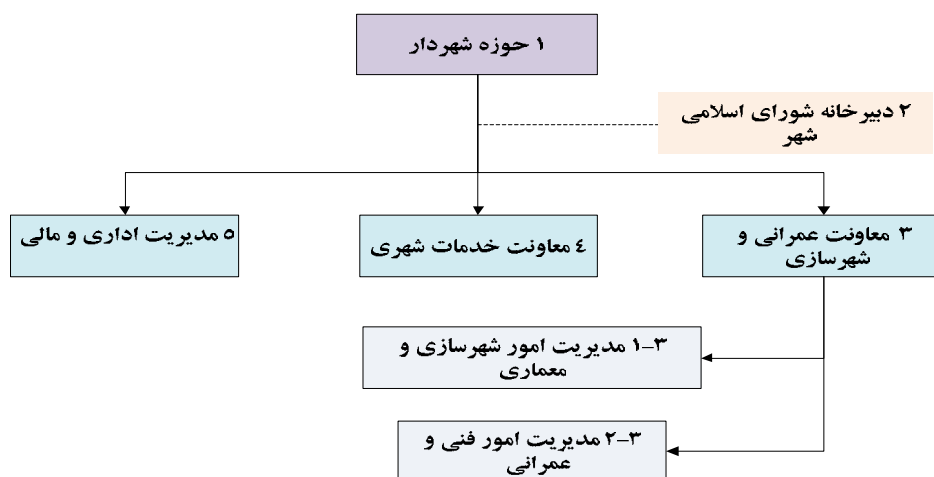 ۱ حوزه شهردار
۲ دبیرخانه شورای اسلامی
شهر
۳ معاونت عمرانی و
شهرسازی
۴ معاونت خدمات شهری
۵ مدیریت اداری و مالی
۳-۱ مدیریت امور شهرسازی و
معماری
۳-۲ مدیریت امور فنی و
عمرانی